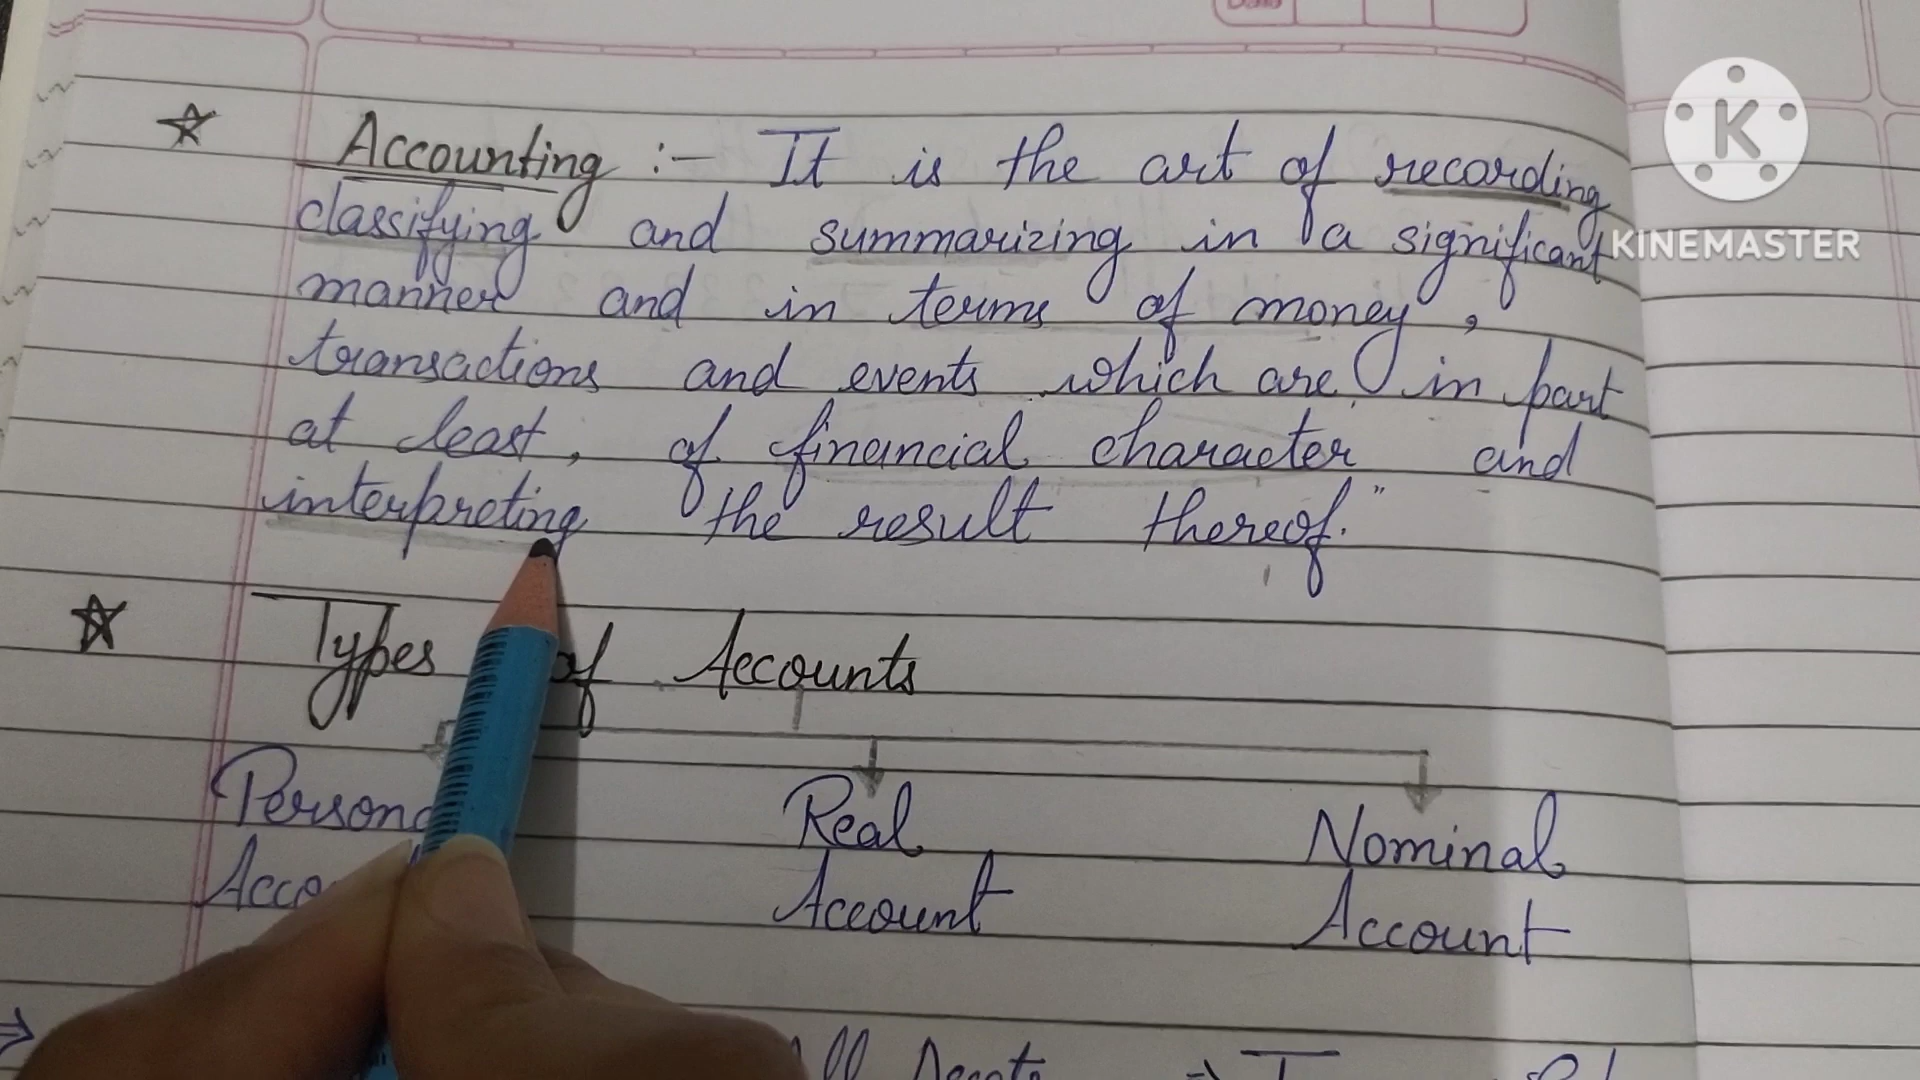 Accounting :- It is the art of recording
classifying and summarizing in a significant
manner and in terms of money,
transactions and events which are in part
at least, of financial character and
interpreting the result thereof."
Types of Accounts
Real Nominal
Account Account
K
KINEMASTER